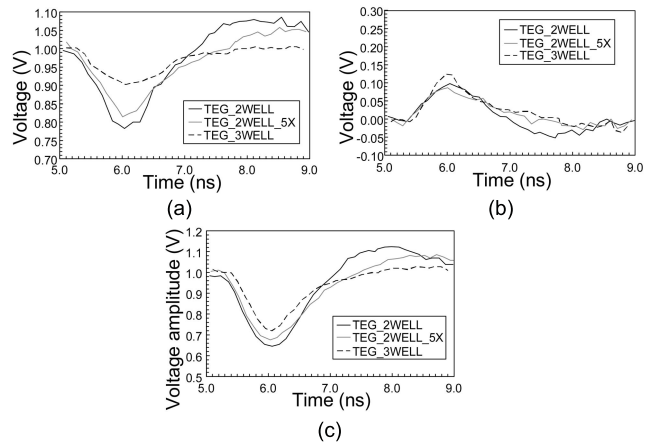 1.10
1.05
1.00
0.95
0.90
0.85
0.80
0.75
0.70
Voltage (V)
TEG_2WELL
TEG_2WELL_5X
TEG_3WELL
5.0 6.0 7.0 8.0 9.0
Time (ns)
(a)
0.30
0.25
0.20
0.15
0.10
0.05
0.00
-0.05
-0.10
Voltage (V)
TEG_2WELL
TEG_2WELL_5X
TEG_3WELL
5.0 6.0 7.0 8.0 9.0
Time (ns)
(b)
1.2
1.1
1.0
0.9
0.8
0.7
0.6
0.5
Voltage amplitude (V)
TEG_2WELL
TEG_2WELL_5X
TEG_3WELL
5.0 6.0 7.0 8.0 9.0
Time (ns)
(c)